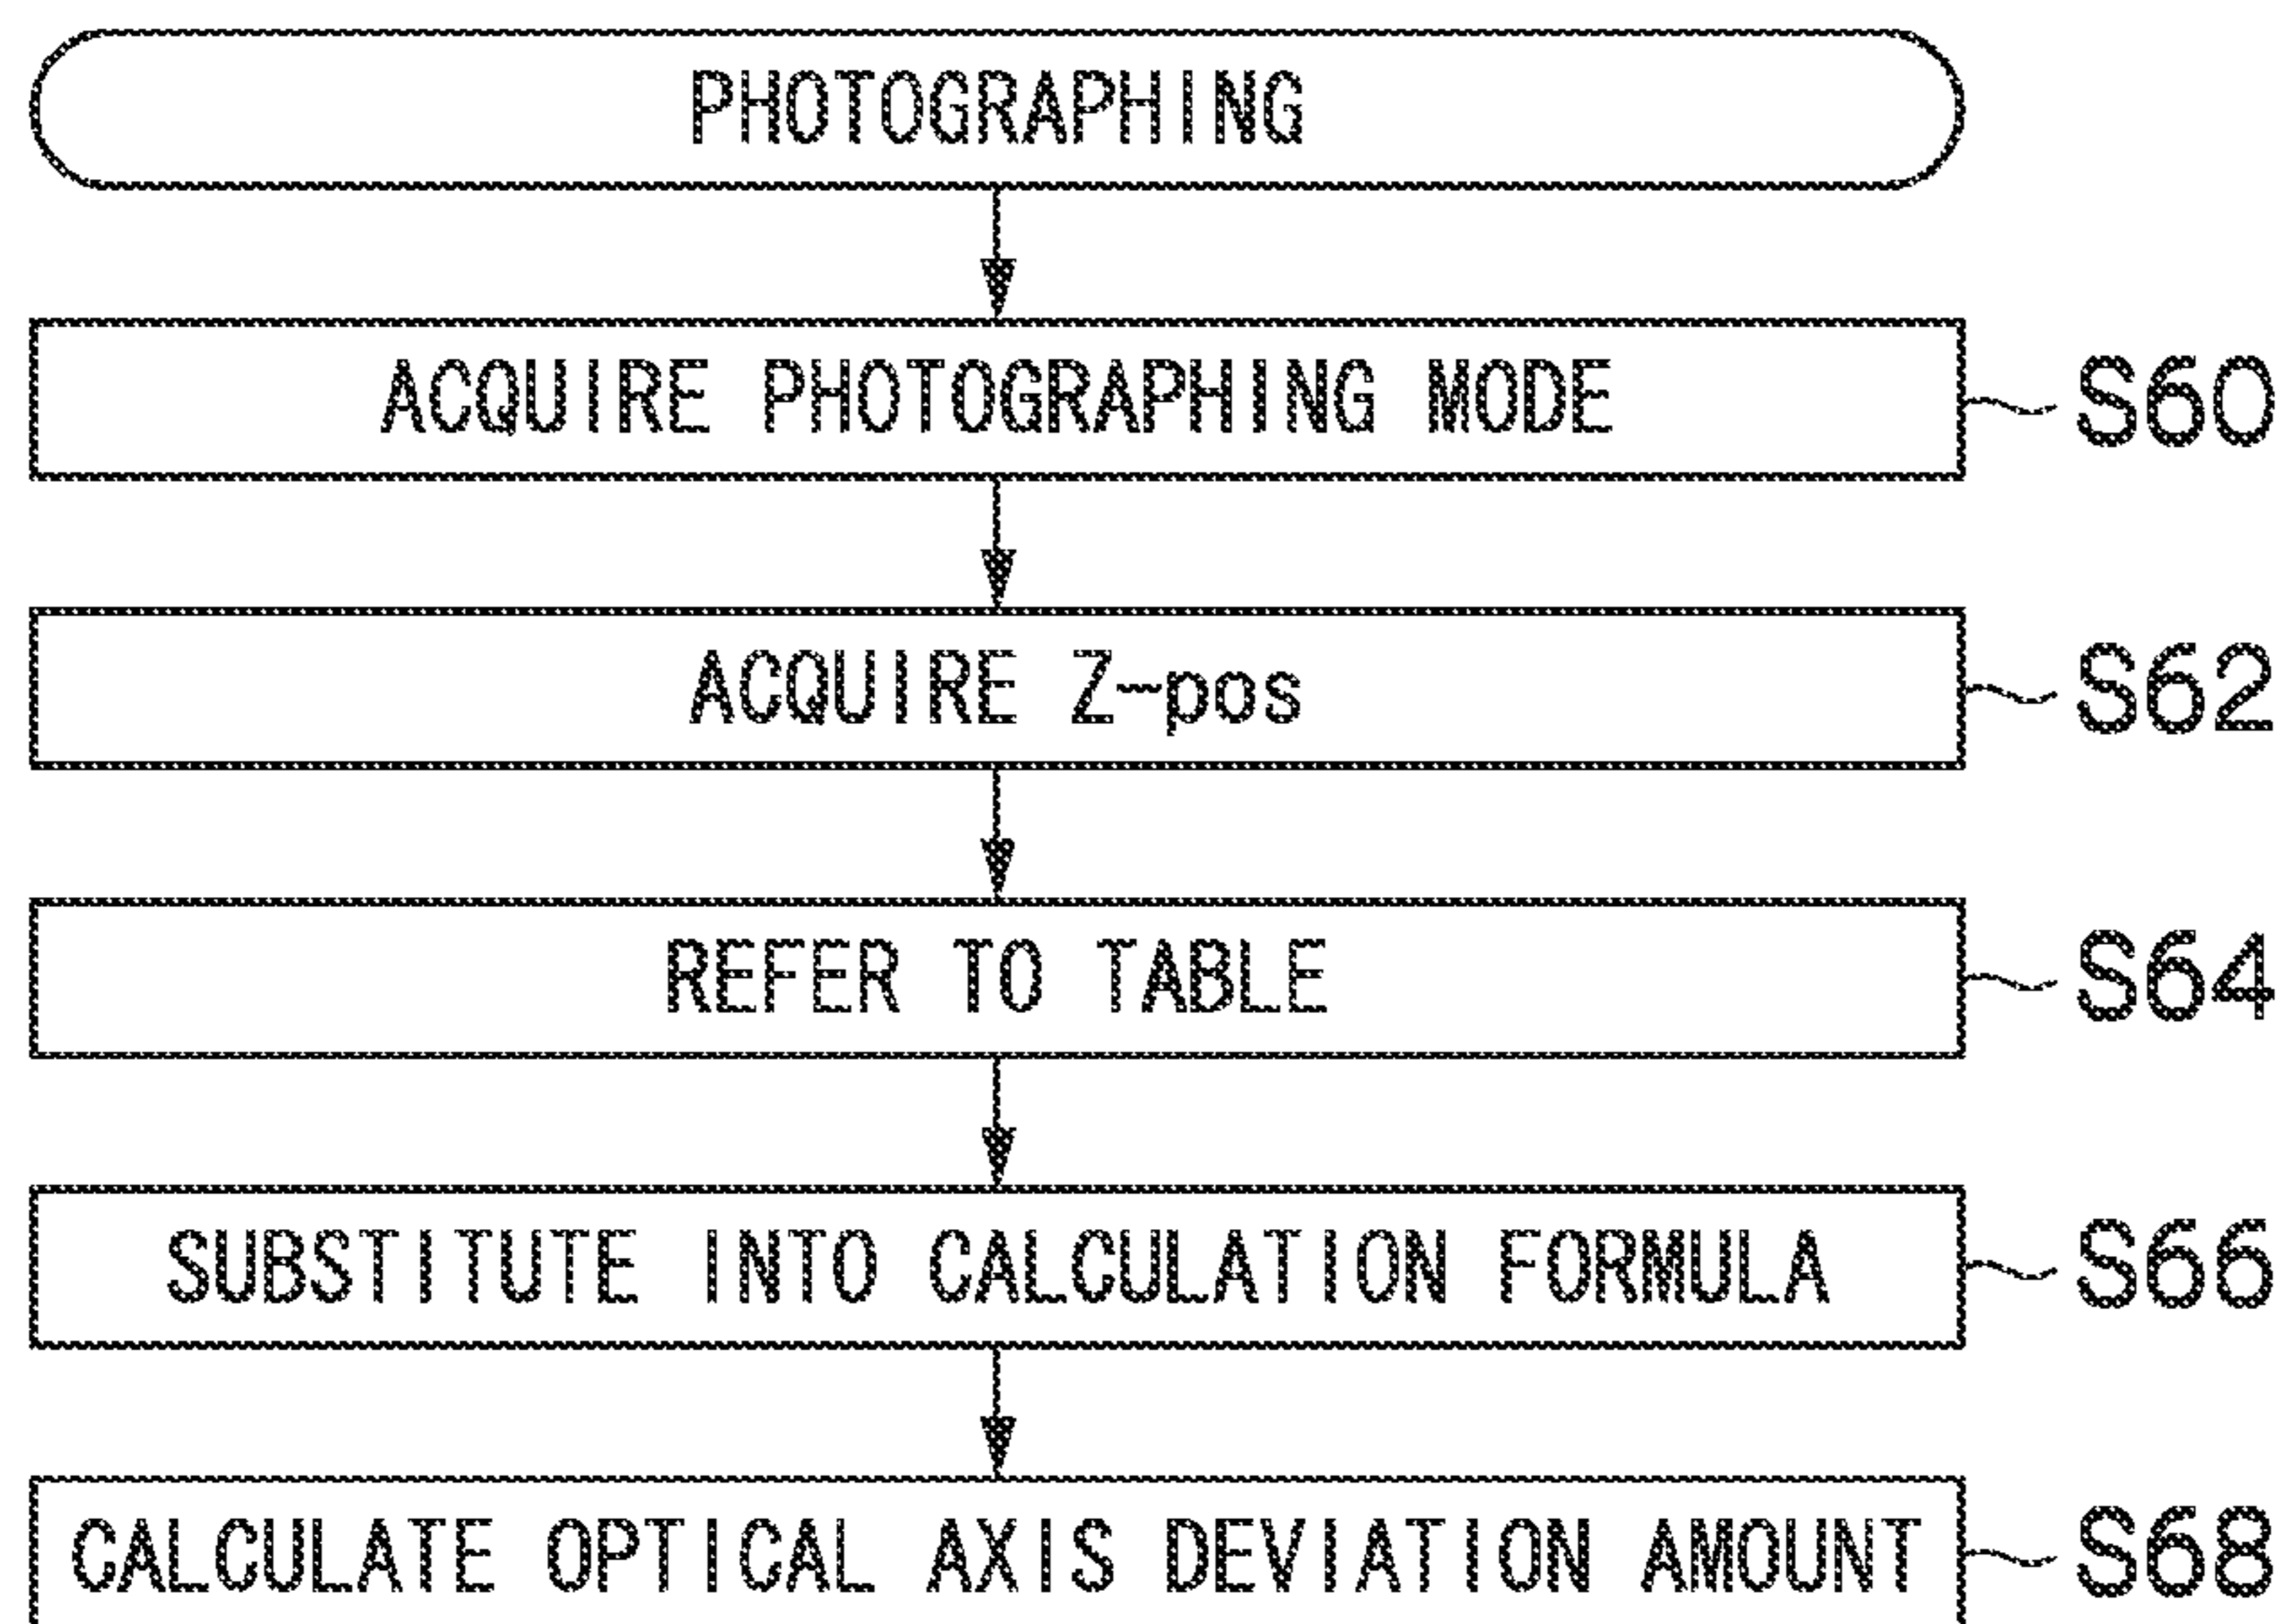 PHOTOGRAPHING
ACQUIRE PHOTOGRAPHING MODE S60
ACQUIRE Z-pos S62
REFER TO TABLE S64
SUBSTITUTE INTO CALCULATION FORMULA S66
CALCULATE OPTICAL AXIS DEVIATION AMOUNT S68